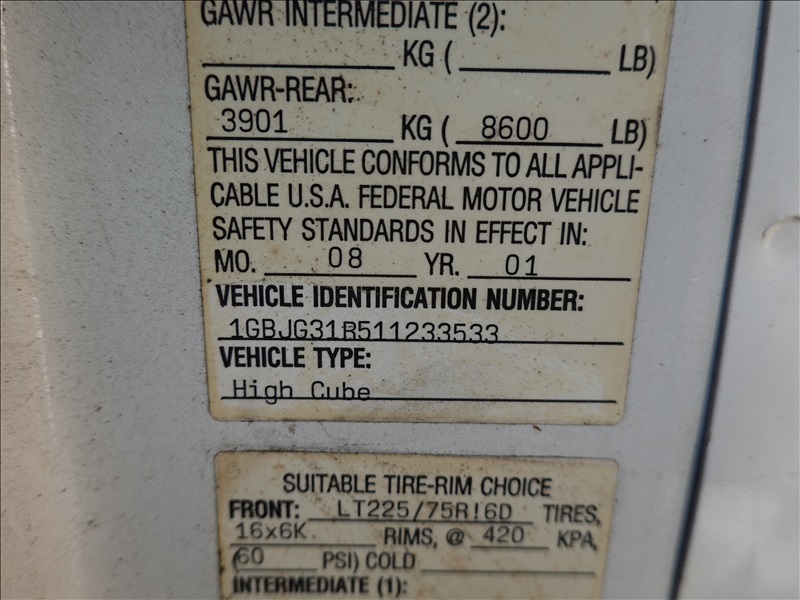 GAWR INTERMEDIATE (2):
KG ( LB)
GAWR-REAR:
3901 KG ( 8600 LB)
THIS VEHICLE CONFORMS TO ALL APPLI-
CABLE U.S.A. FEDERAL MOTOR VEHICLE
SAFETY STANDARDS IN EFFECT IN:
MO. 08 YR. 01
VEHICLE IDENTIFICATION NUMBER:
1GBJG31R511233533
VEHICLE TYPE:
High Cube
SUITABLE TIRE-RIM CHOICE
FRONT: LT225/75R16D TIRES,
16x6K RIMS, @ 420 KPA,
(60 PSI) COLD
INTERMEDIATE (1):